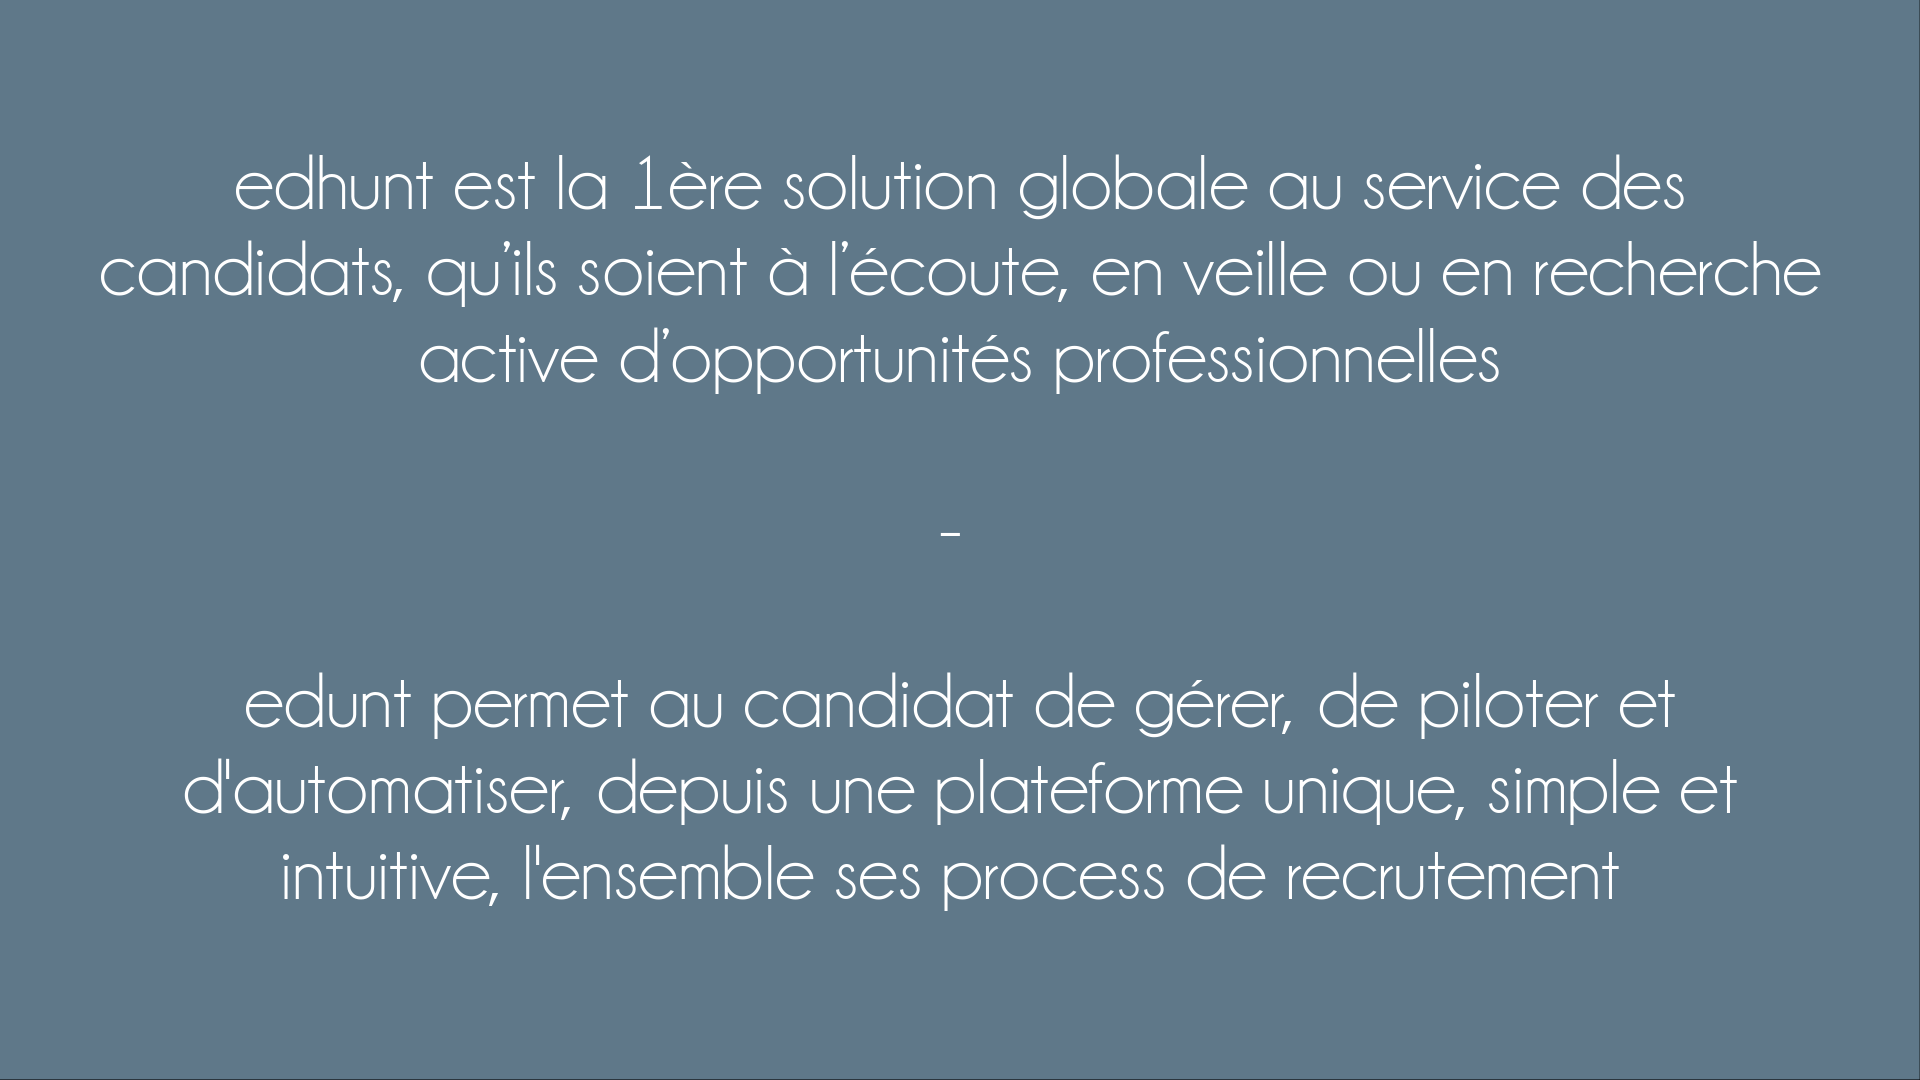 edhunt est la 1ère solution globale au service des
candidats, qu’ils soient à l’écoute, en veille ou en recherche
active d’opportunités professionnelles
-
edunt permet au candidat de gérer, de piloter et
d'automatiser, depuis une plateforme unique, simple et
intuitive, l'ensemble ses process de recrutement